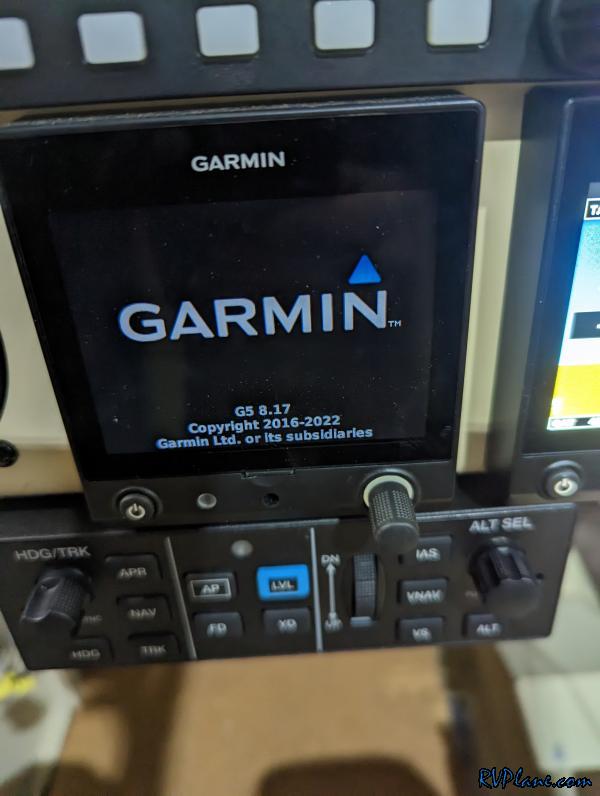 GARMIN
GARMIN™
G5 8.17
Copyright 2016-2022
Garmin Ltd. or its subsidiaries
HDG/TRK
APR
NAV
HDG
TRK
AP
LVL
FD
YD
DN
UP
IAS
VNAV
VS
ALT SEL
ALT
RVPlane.com